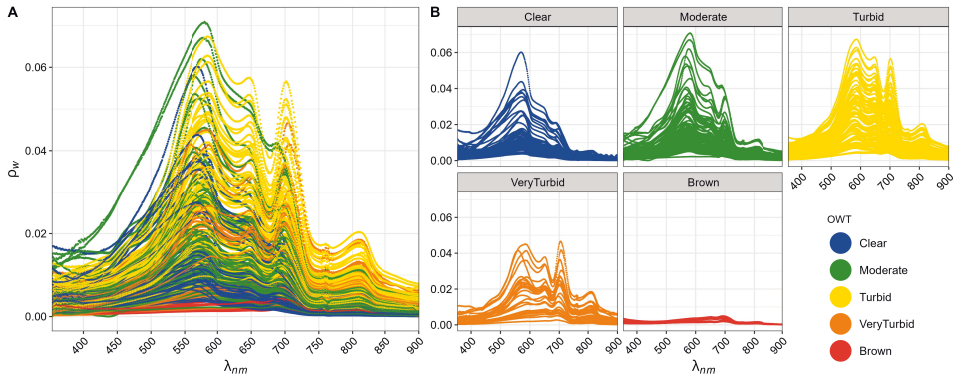 A
B
Clear Moderate Turbid
0.06
0.04
0.02
0.00
ρw
400 450 500 550 600 650 700 750 800 850 900
λnm
0.06
0.04
0.02
0.00
400 500 600 700 800 900
VeryTurbid Brown
0.06
0.04
0.02
0.00
400 500 600 700 800 900 400 500 600 700 800 900
λnm
OWT
Clear
Moderate
Turbid
VeryTurbid
Brown